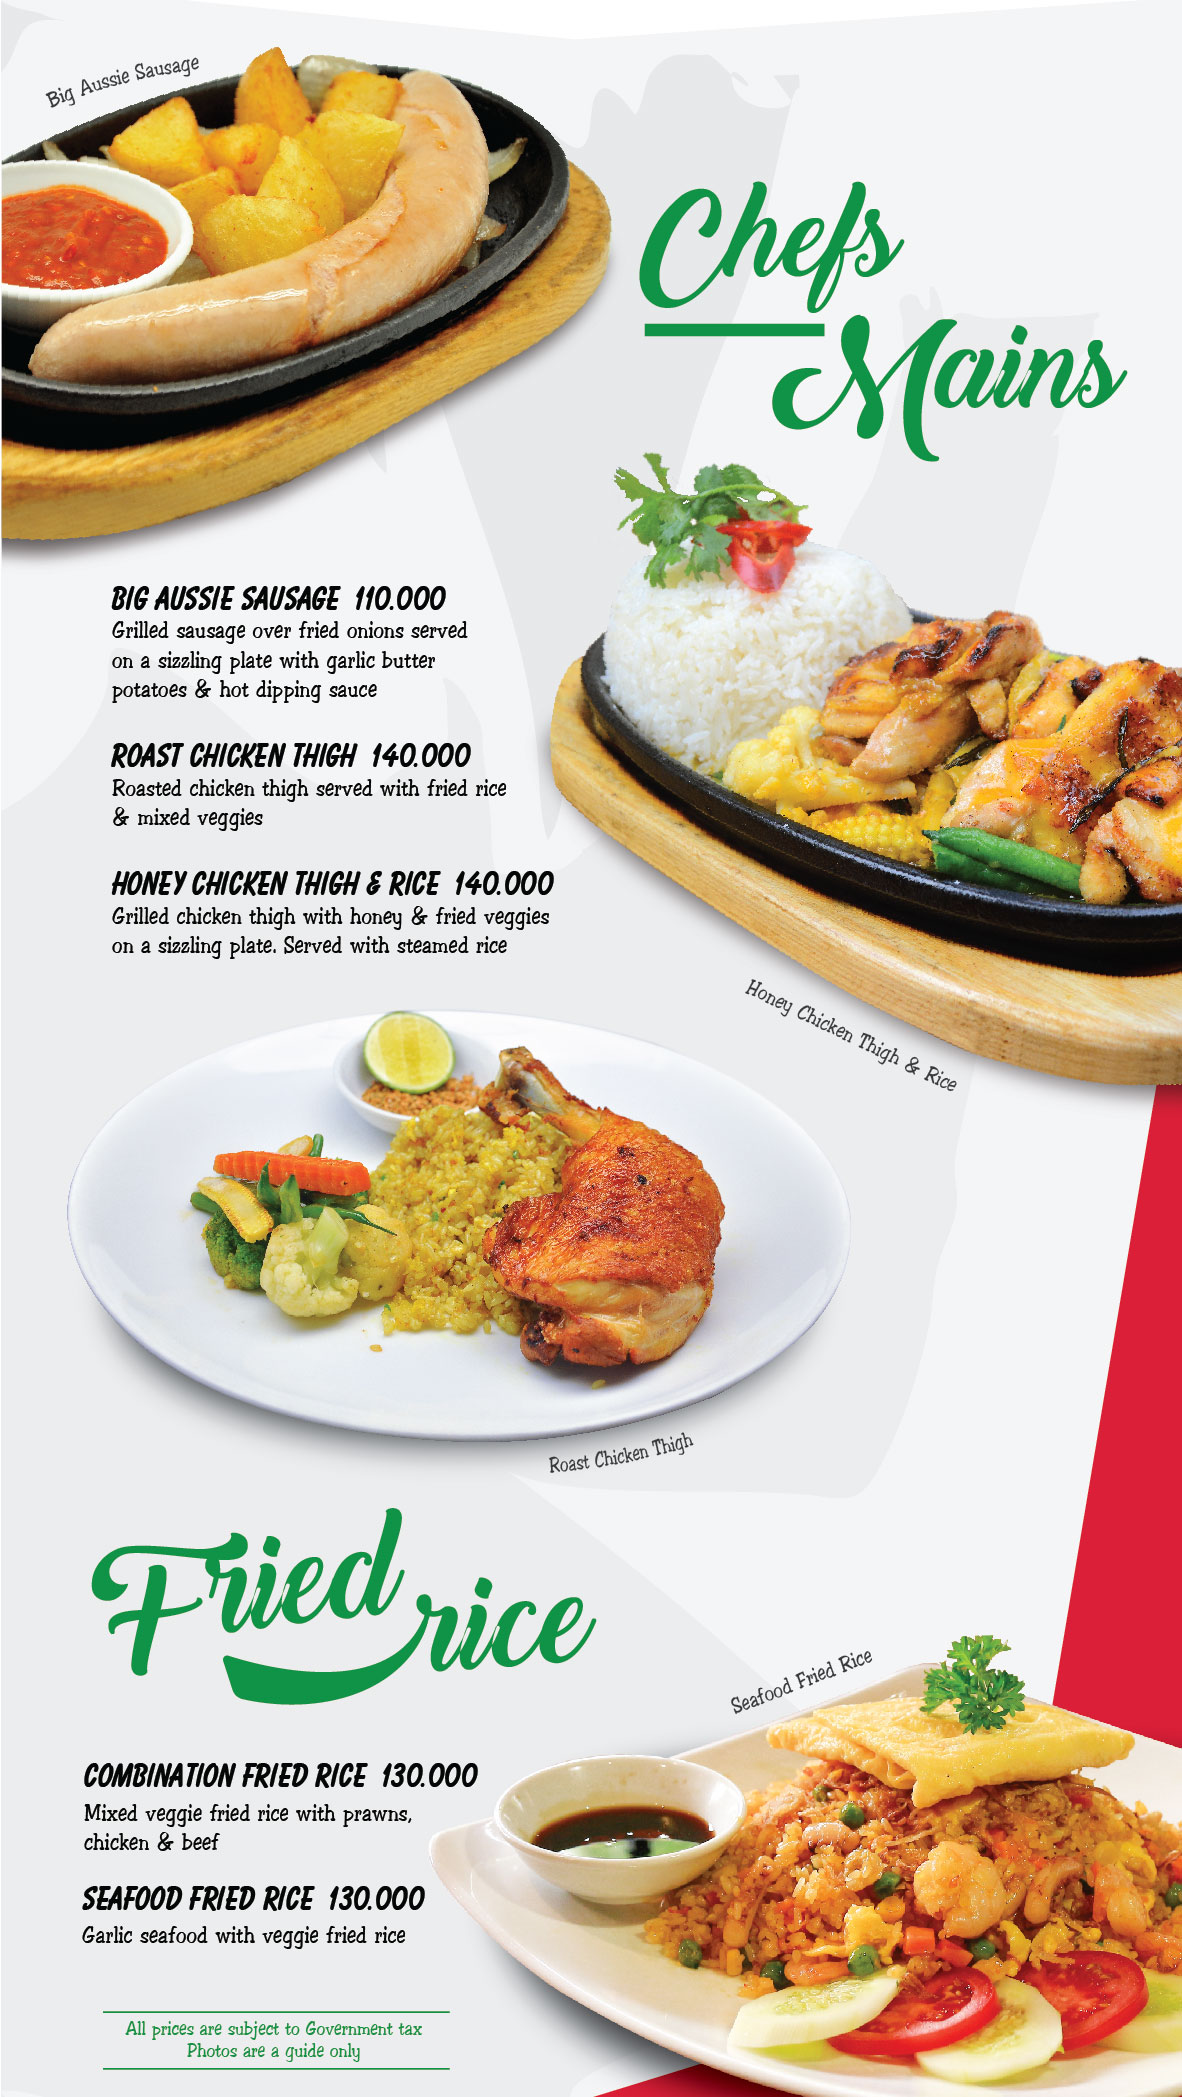 Big Aussie Sausage
Chefs
Mains
BIG AUSSIE SAUSAGE 110.000
Grilled sausage over fried onions served
on a sizzling plate with garlic butter
potatoes & hot dipping sauce
ROAST CHICKEN THIGH 140.000
Roasted chicken thigh served with fried rice
& mixed veggies
HONEY CHICKEN THIGH & RICE 140.000
Grilled chicken thigh with honey & fried veggies
on a sizzling plate. Served with steamed rice
Honey Chicken Thigh & Rice
Roast Chicken Thigh
Fried
rice
Seafood Fried Rice
COMBINATION FRIED RICE 130.000
Mixed veggie fried rice with prawns,
chicken & beef
SEAFOOD FRIED RICE 130.000
Garlic seafood with veggie fried rice
All prices are subject to Government tax
Photos are a guide only